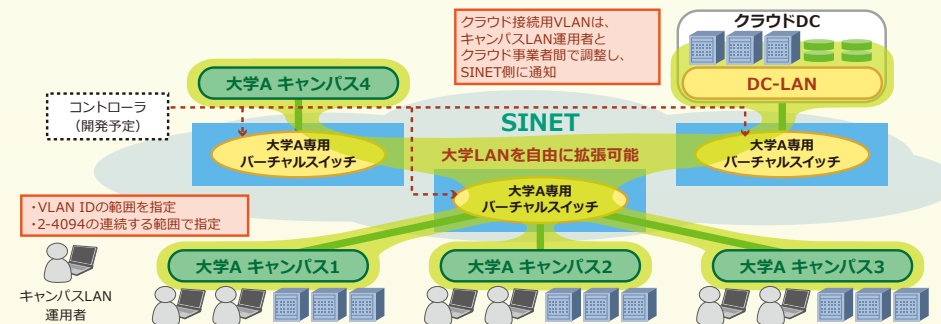 クラウド接続用VLANは、
キャンパスLAN運用者と
クラウド事業者間で調整し、
SINET側に通知
クラウドDC
DC-LAN
大学A キャンパス4
コントローラ
（開発予定）
SINET
大学LANを自由に拡張可能
大学A専用
バーチャルスイッチ
大学A専用
バーチャルスイッチ
大学A専用
バーチャルスイッチ
・VLAN IDの範囲を指定
・2-4094の連続する範囲で指定
キャンパスLAN
運用者
大学A キャンパス1
大学A キャンパス2
大学A キャンパス3